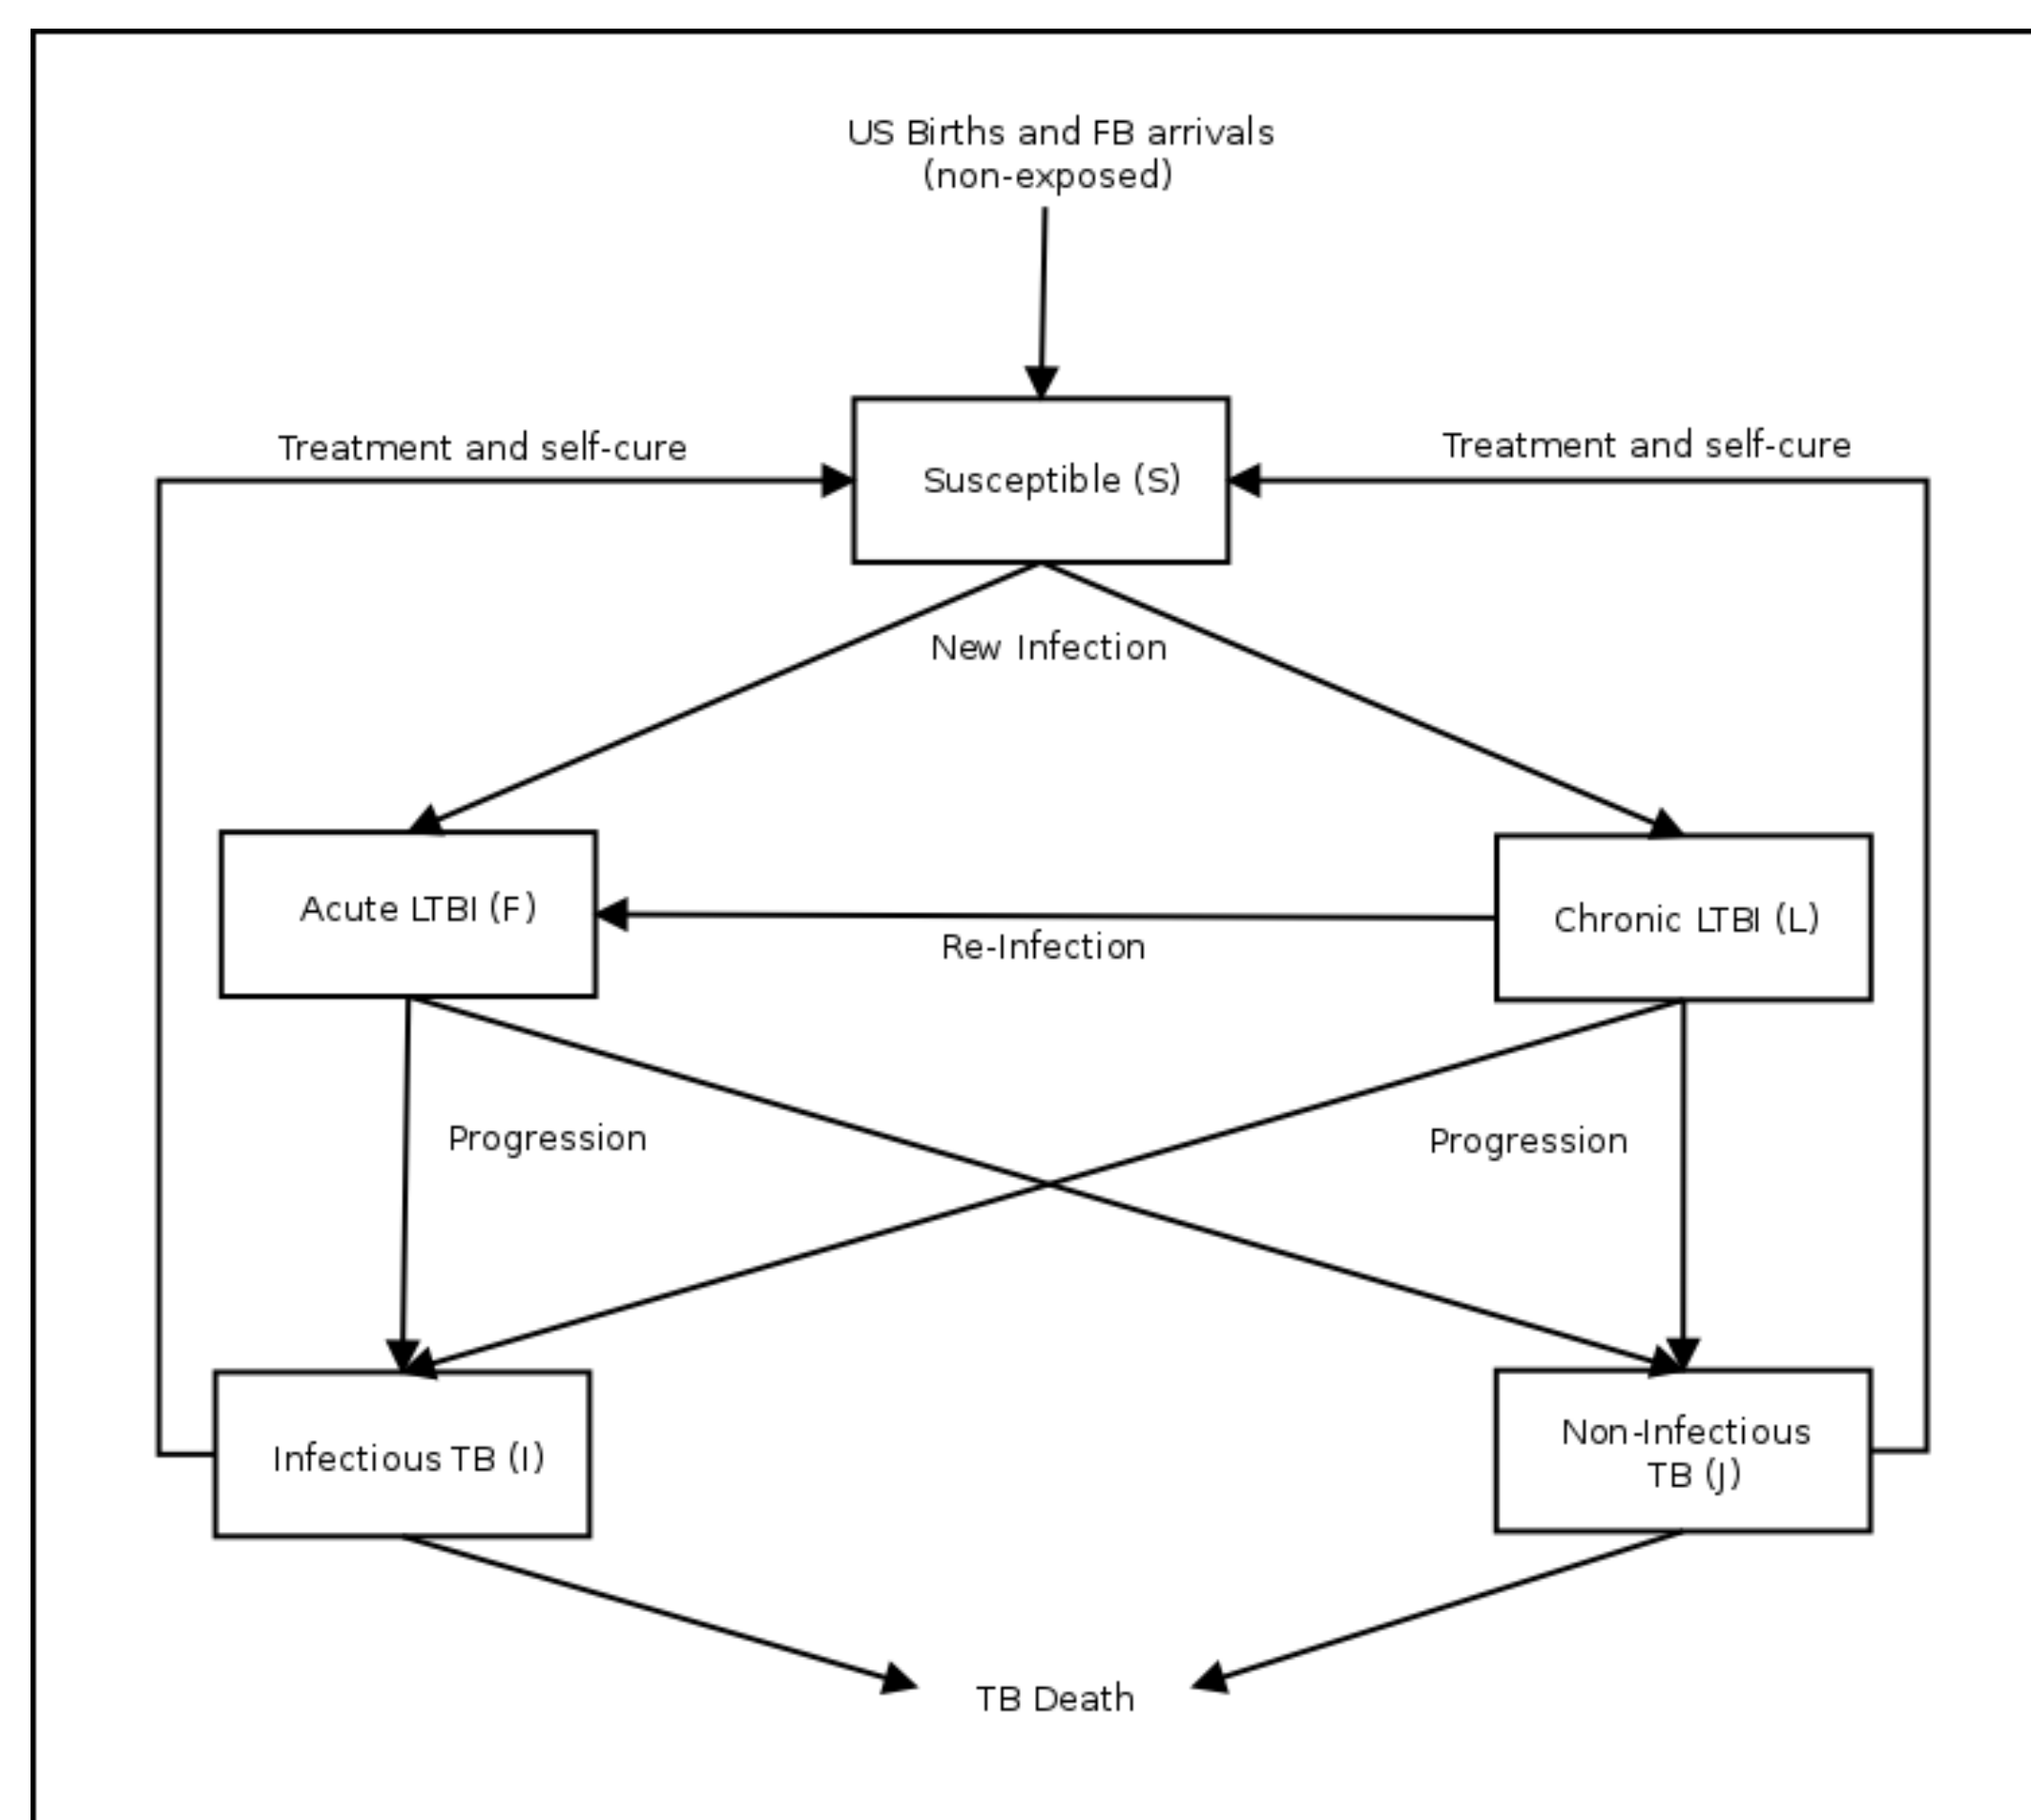 US Births and FB arrivals
(non-exposed)
Treatment and self-cure
Susceptible (S)
Treatment and self-cure
New Infection
Acute LTBI (F)
Chronic LTBI (L)
Re-Infection
Progression
Progression
Infectious TB (I)
Non-Infectious
TB (J)
TB Death